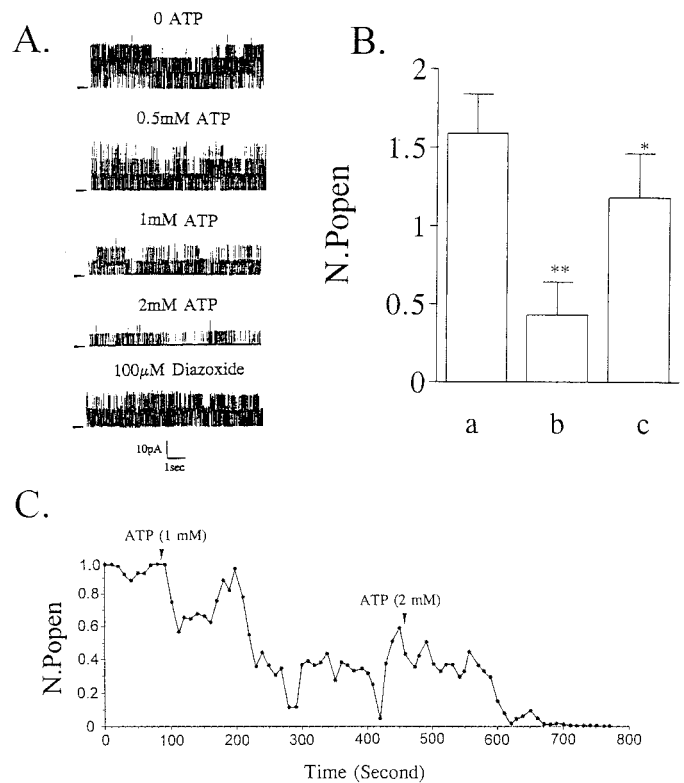 A.
0 ATP
0.5mM ATP
1mM ATP
2mM ATP
100µM Diazoxide
10pA
1sec
B.
N.Popen
2
1.5
1
0.5
0
**
*
a b c
C.
N.Popen
ATP (1 mM)
ATP (2 mM)
1.0
0.8
0.6
0.4
0.2
0
0 100 200 300 400 500 600 700 800
Time (Second)